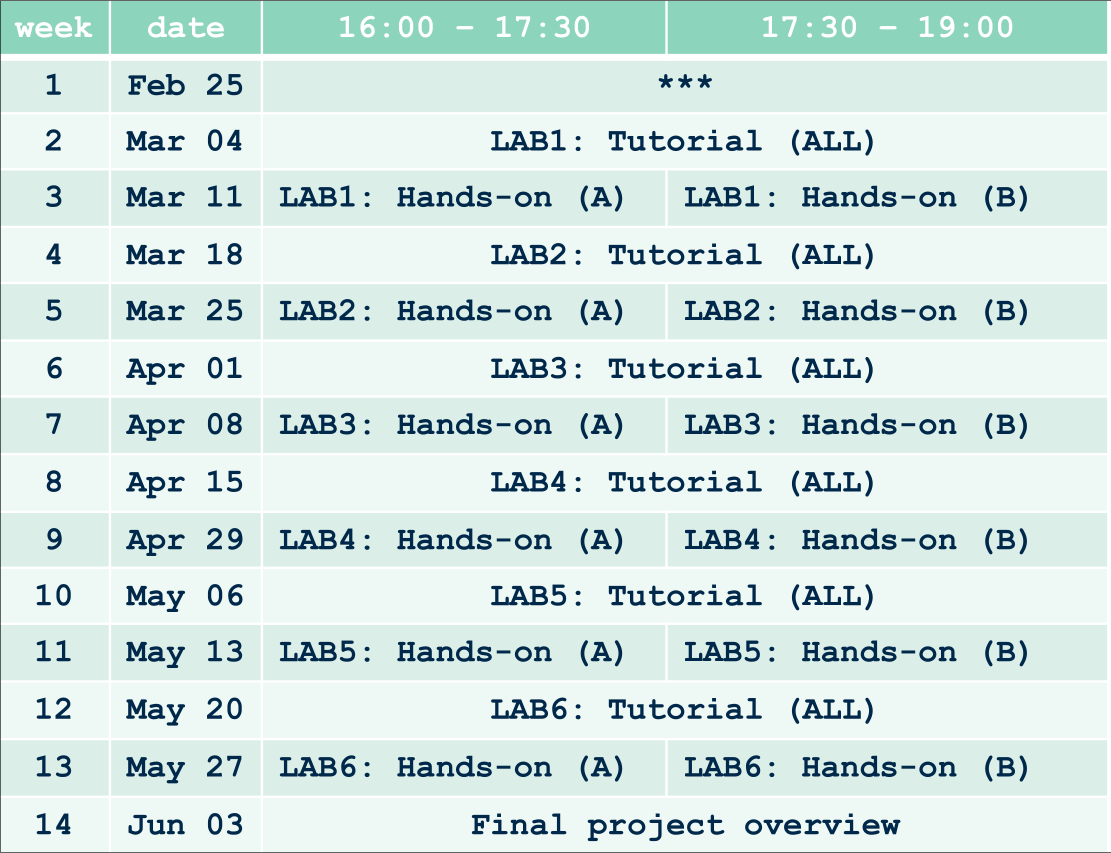 week date 16:00 – 17:30 17:30 – 19:00
1 Feb 25 ***
2 Mar 04 LAB1: Tutorial (ALL)
3 Mar 11 LAB1: Hands-on (A) LAB1: Hands-on (B)
4 Mar 18 LAB2: Tutorial (ALL)
5 Mar 25 LAB2: Hands-on (A) LAB2: Hands-on (B)
6 Apr 01 LAB3: Tutorial (ALL)
7 Apr 08 LAB3: Hands-on (A) LAB3: Hands-on (B)
8 Apr 15 LAB4: Tutorial (ALL)
9 Apr 29 LAB4: Hands-on (A) LAB4: Hands-on (B)
10 May 06 LAB5: Tutorial (ALL)
11 May 13 LAB5: Hands-on (A) LAB5: Hands-on (B)
12 May 20 LAB6: Tutorial (ALL)
13 May 27 LAB6: Hands-on (A) LAB6: Hands-on (B)
14 Jun 03 Final project overview